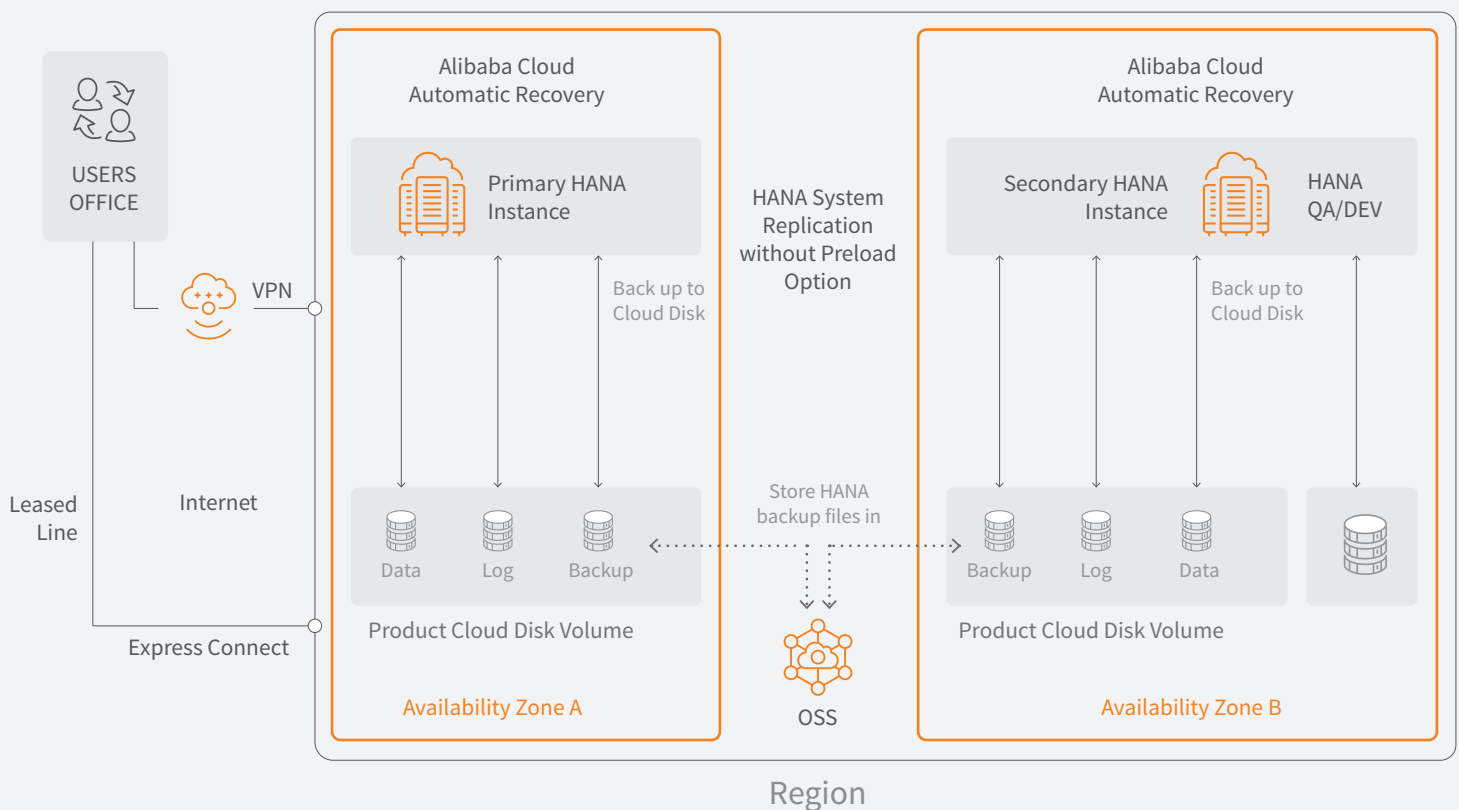 USERS
OFFICE
VPN
Leased
Line
Internet
Express Connect
Alibaba Cloud
Automatic Recovery
Primary HANA
Instance
Back up to
Cloud Disk
Data
Log
Backup
Product Cloud Disk Volume
Availability Zone A
HANA System
Replication
without Preload
Option
Store HANA
backup files in
OSS
Alibaba Cloud
Automatic Recovery
Secondary HANA
Instance
HANA
QA/DEV
Back up to
Cloud Disk
Backup
Log
Data
Product Cloud Disk Volume
Availability Zone B
Region